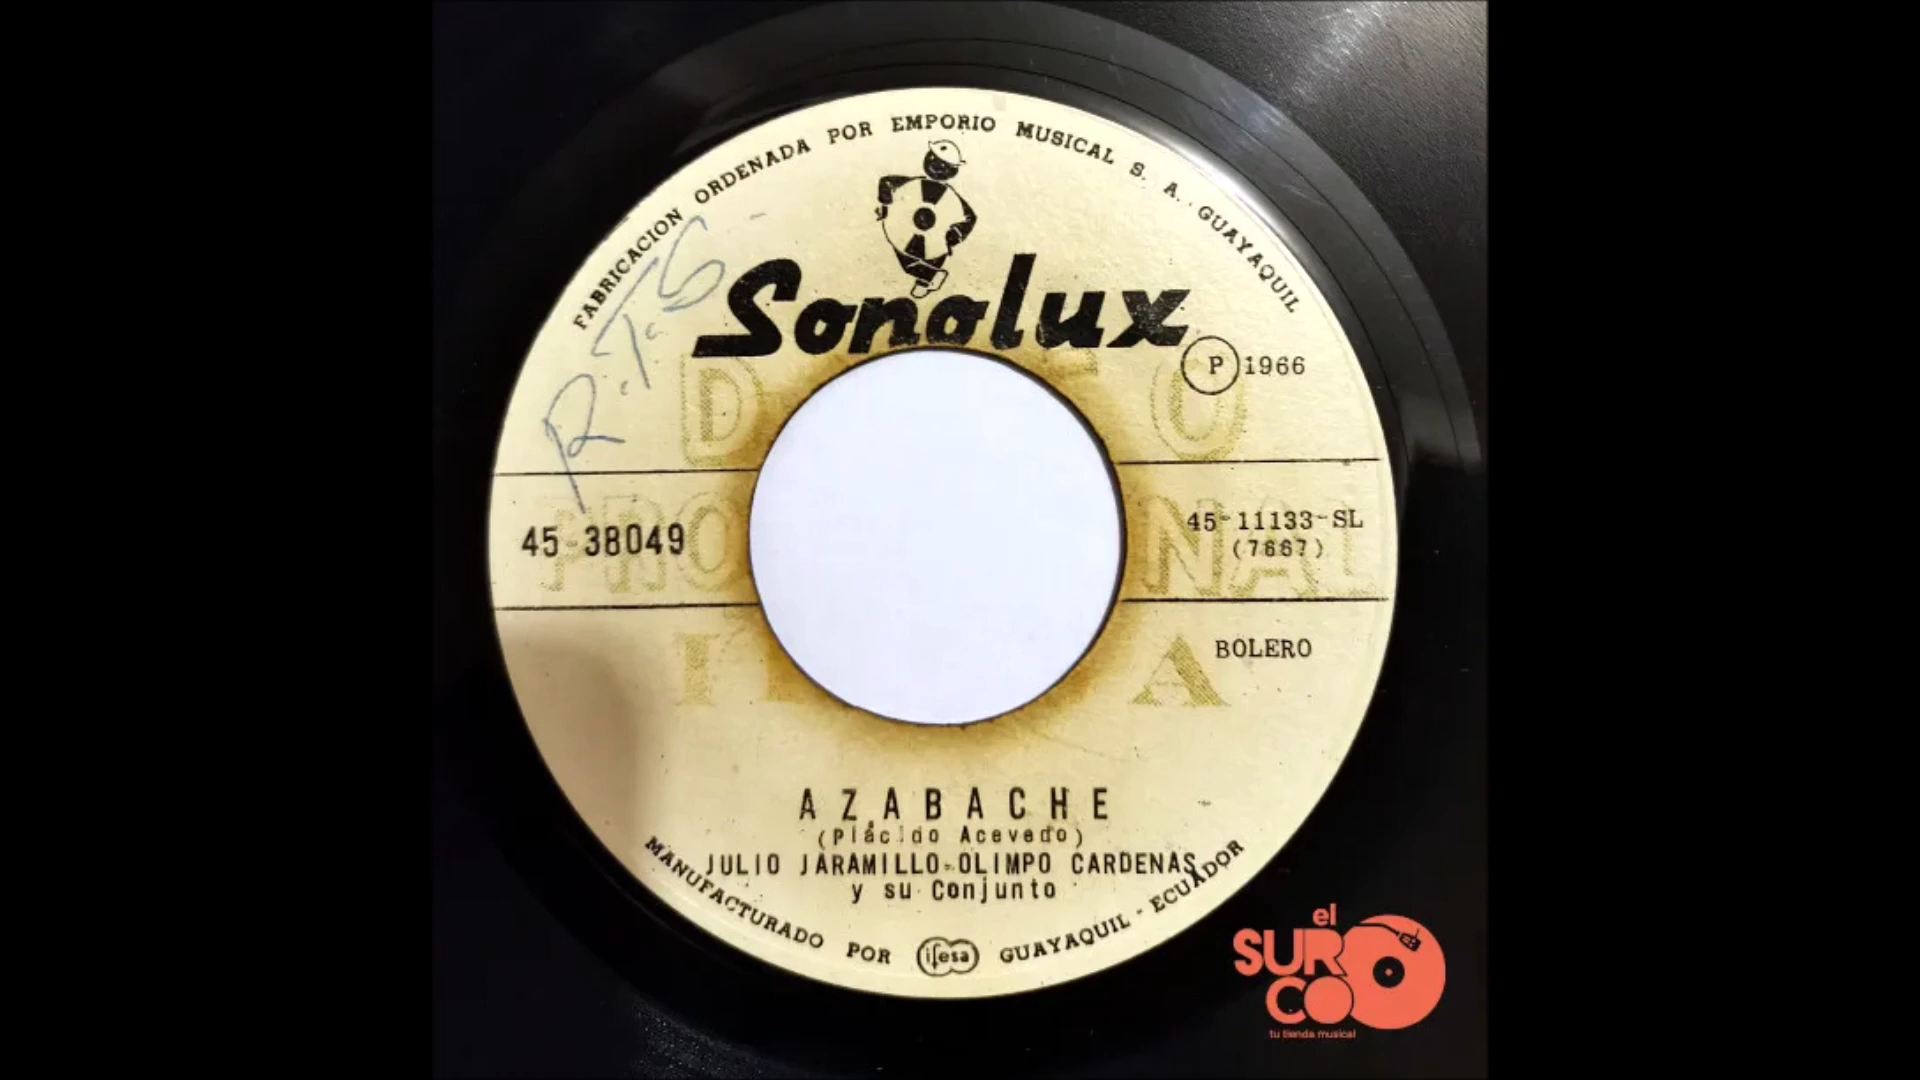 FABRICACION ORDENADA POR EMPORIO MUSICAL S. A. GUAYAQUIL
R.T.G.
Sonolux
P 1966
45-38049
45-11133-SL
(7667)
BOLERO
AZABACHE
(Plácido Acevedo)
JULIO JARAMILLO-OLIMPO CARDENAS
y su Conjunto
MANUFACTURADO POR ifesa GUAYAQUIL - ECUADOR
el
SURCO
tu tienda musical